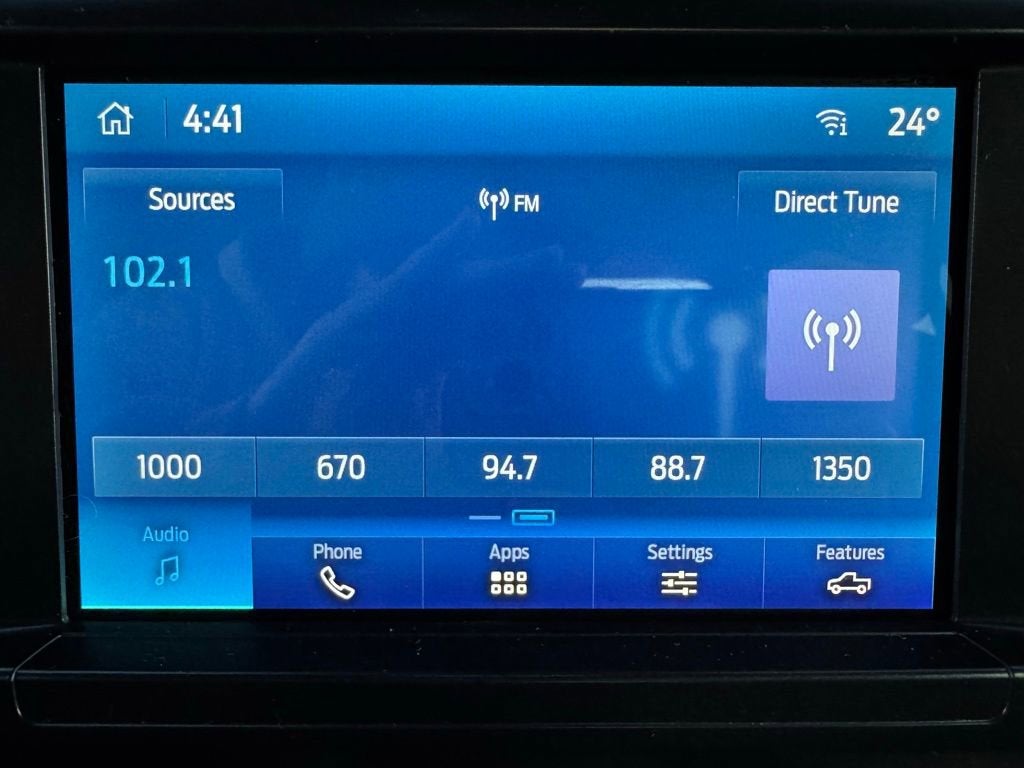 4:41 24°
Sources FM Direct Tune
102.1
1000 670 94.7 88.7 1350
Audio Phone Apps Settings Features